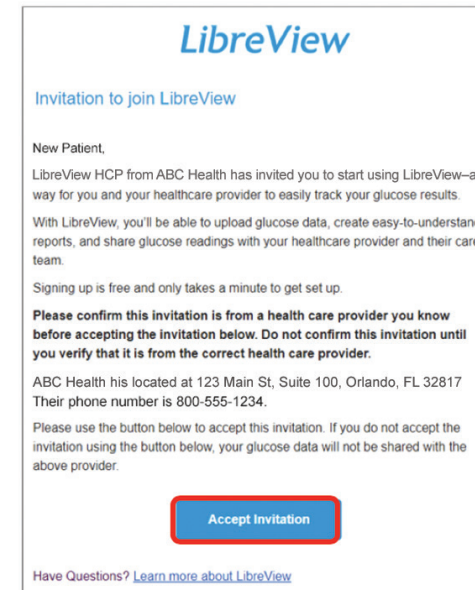 LibreView
Invitation to join LibreView
New Patient,
LibreView HCP from ABC Health has invited you to start using LibreView–a
way for you and your healthcare provider to easily track your glucose results.
With LibreView, you'll be able to upload glucose data, create easy-to-understan
reports, and share glucose readings with your healthcare provider and their care
team.
Signing up is free and only takes a minute to get set up.
Please confirm this invitation is from a health care provider you know
before accepting the invitation below. Do not confirm this invitation until
you verify that it is from the correct health care provider.
ABC Health his located at 123 Main St, Suite 100, Orlando, FL 32817
Their phone number is 800-555-1234.
Please use the button below to accept this invitation. If you do not accept the
invitation using the button below, your glucose data will not be shared with the
above provider.
Accept Invitation
Have Questions? Learn more about LibreView